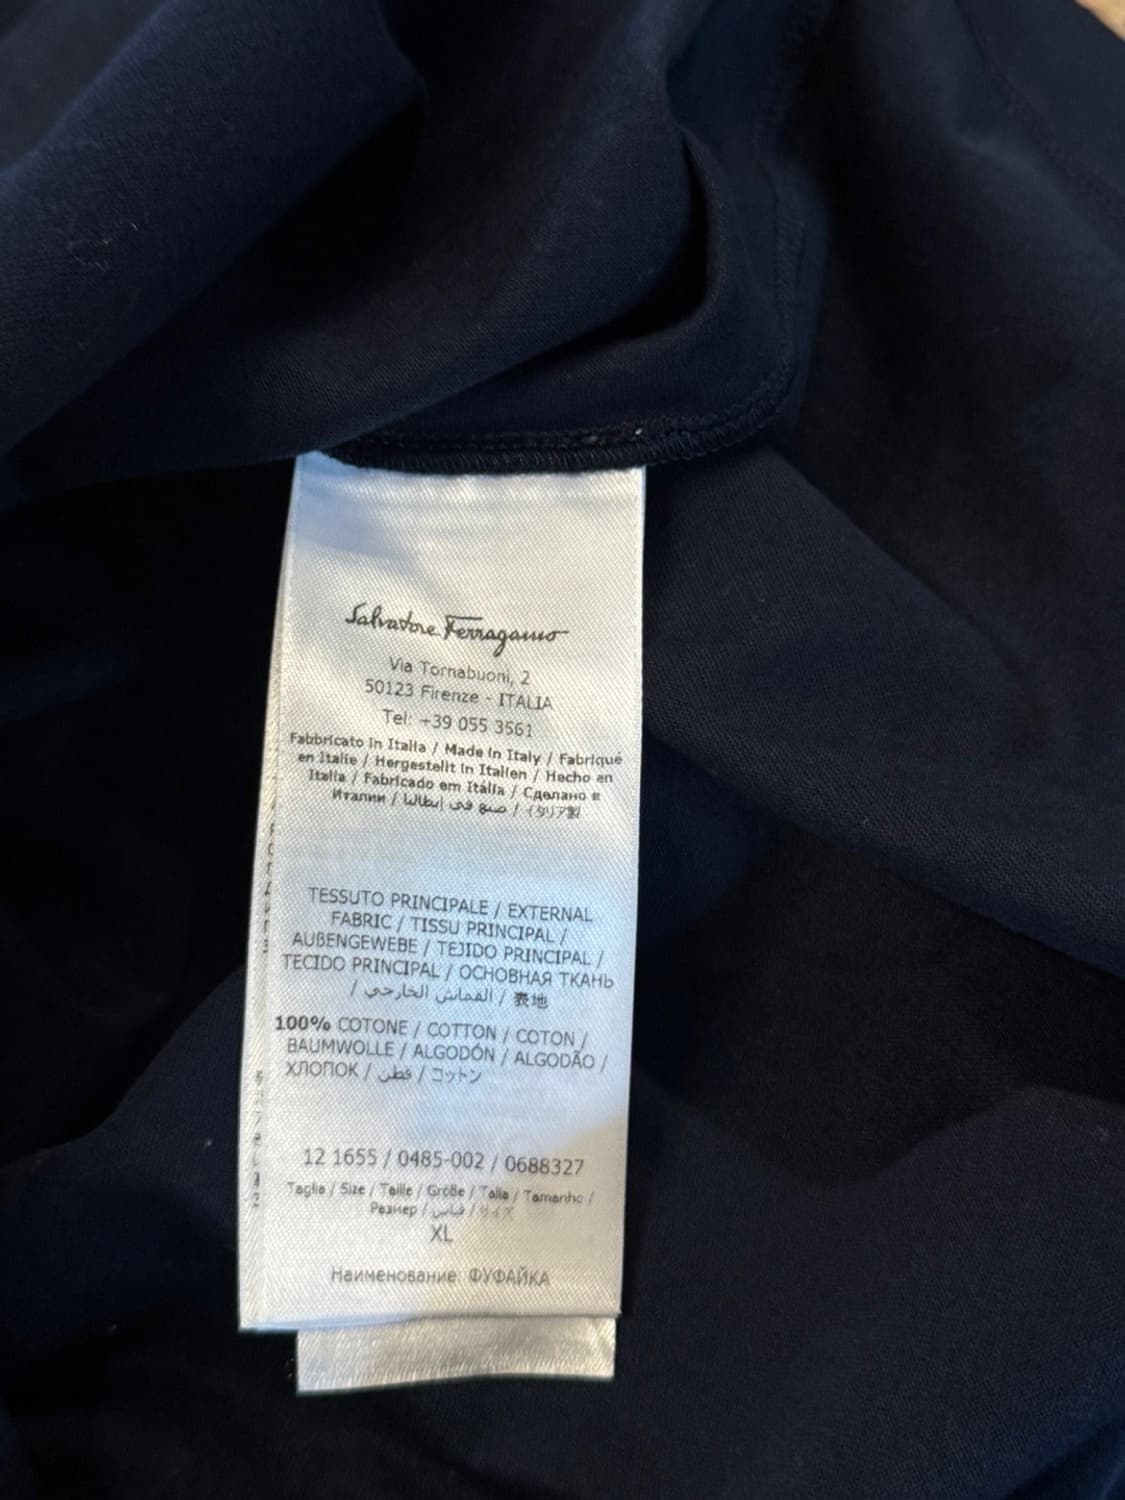 Salvatore Ferragamo
Via Tornabuoni, 2
50123 Firenze - ITALIA
Tel: +39 055 3561
Fabbricato in Italia / Made in Italy / Fabriqué
en Italie / Hergestellt in Italien / Hecho en
Italia / Fabricado em Itália / Сделано в
Италии / صنع في إيطاليا / イタリア製
TESSUTO PRINCIPALE / EXTERNAL
FABRIC / TISSU PRINCIPAL /
AUßENGEWEBE / TEJIDO PRINCIPAL /
TECIDO PRINCIPAL / ОСНОВНАЯ ТКАНЬ
/ القماش الخارجي / 表地
100% COTONE / COTTON / COTON /
BAUMWOLLE / ALGODÓN / ALGODÃO /
ХЛОПОК / قطن / コットン
12 1655 / 0485-002 / 0688327
Taglia / Size / Taille / Größe / Talla / Tamanho /
Размер / قياس / サイズ
XL
Наименование: ФУФАЙКА